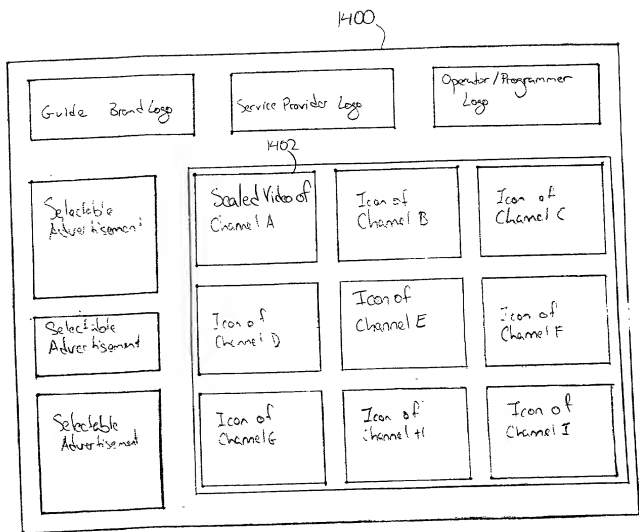 1400
Guide Brand Logo
Service Provider Logo
Operator/Programmer
Logo
1402
Selectable
Advertisement
Scaled Video of
Channel A
Icon of
Channel B
Icon of
Channel C
Selectable
Advertisement
Icon of
Channel D
Icon of
Channel E
Icon of
Channel F
Selectable
Advertisement
Icon of
Channel G
Icon of
Channel H
Icon of
Channel I